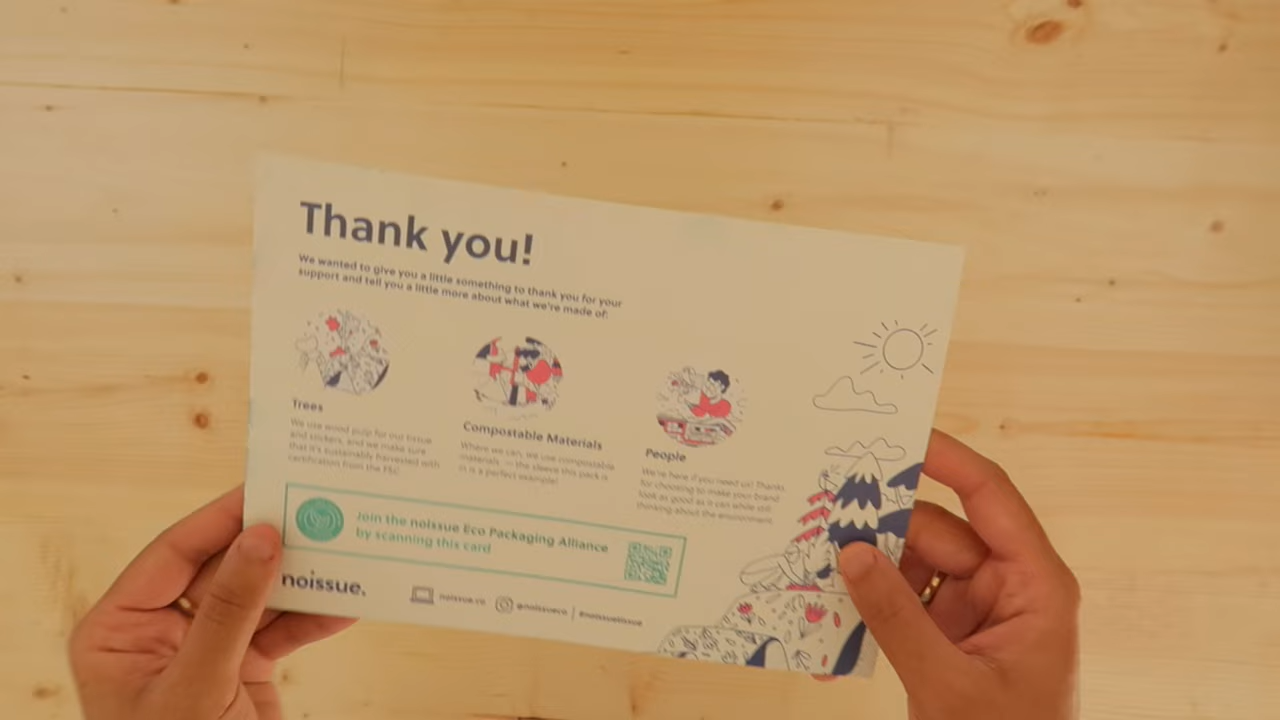 Thank you!
We wanted to give you a little something to thank you for your
support and tell you a little more about what we're made of:
Trees
We use wood pulp for our tissue
and stickers, and we make sure
that it's sustainably harvested with
certification from the FSC
Compostable Materials
Where we can, we use compostable
materials — the sleeve this pack is
in is a perfect example!
People
We're here if you need us! Thanks
for choosing to make your brand
look as good as it can while still
thinking about the environment.
Join the noissue Eco Packaging Alliance
by scanning this card
noissue.
noissue.co
@noissueco | #noissuetissue